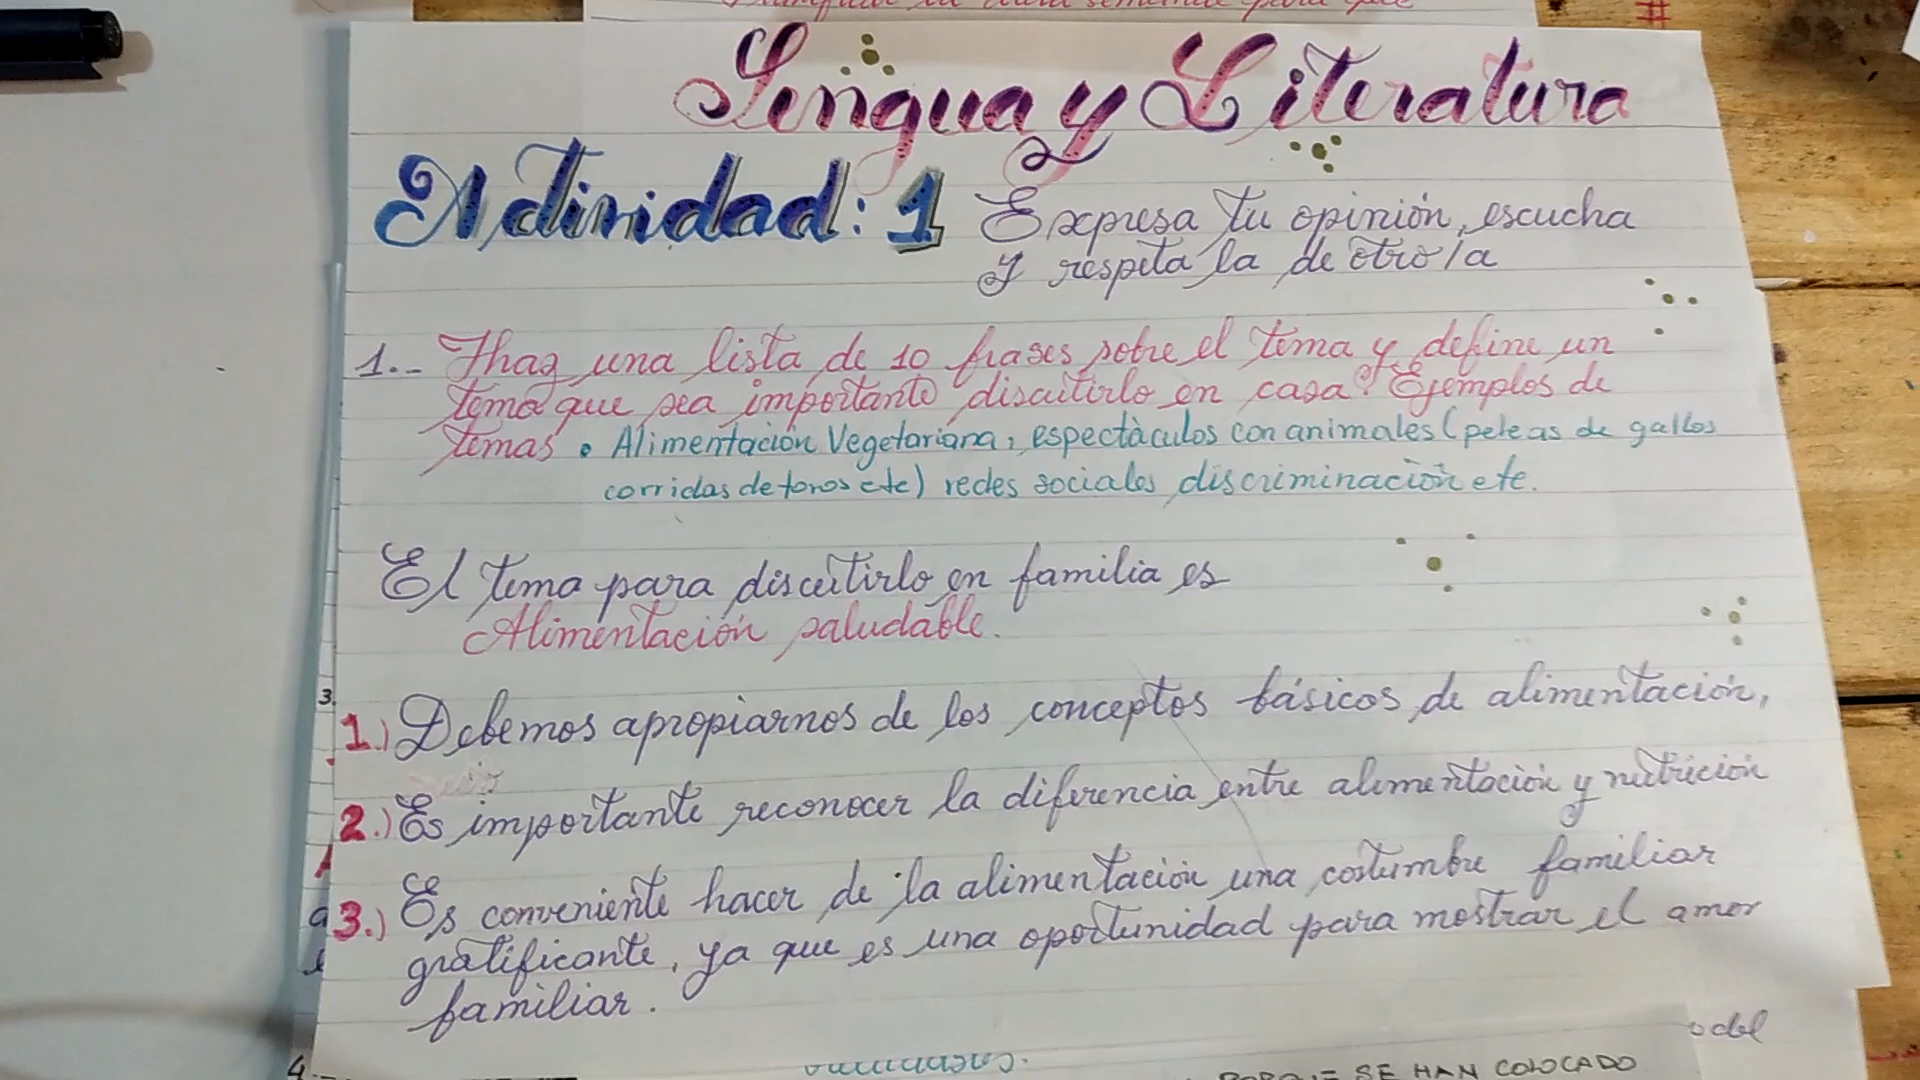 Lengua y Literatura
Actividad: 1 Expresa tu opinión, escucha
y respeta la de otro/a
1.- Haz una lista de 10 frases sobre el tema y define un
tema que sea importante discutirlo en casa? Ejemplos de
temas • Alimentación Vegetariana, espectàculos con animales (peleas de gallos
corridas de toros etc) redes sociales discriminaciòn etc.
El tema para discutirlo en familia es
Alimentación saludable.
3.
1.) Debemos apropiarnos de los conceptos básicos de alimentación,
2.) Es importante reconocer la diferencia entre alimentación y nutrición
3.) Es conveniente hacer de la alimentación una costumbre familiar
gratificante, ya que es una oportunidad para mostrar el amor
familiar.
odel
4.-
SE HAN COLOCADO